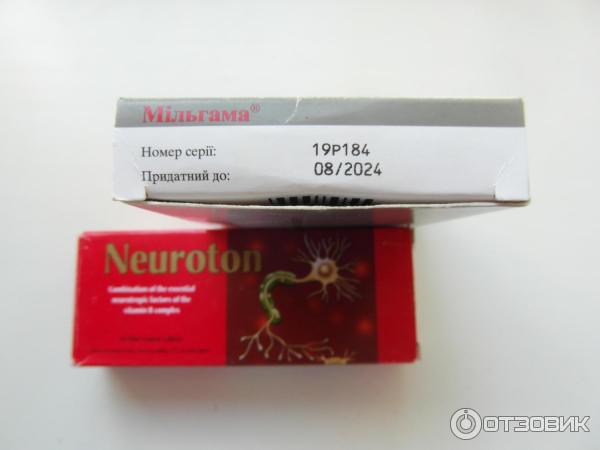 Мільгама®
Номер серії: 19P184
Придатний до: 08/2024
Neuroton
Combination of the essential
neurotropic factors of the
vitamin B complex
ОТЗОВИК